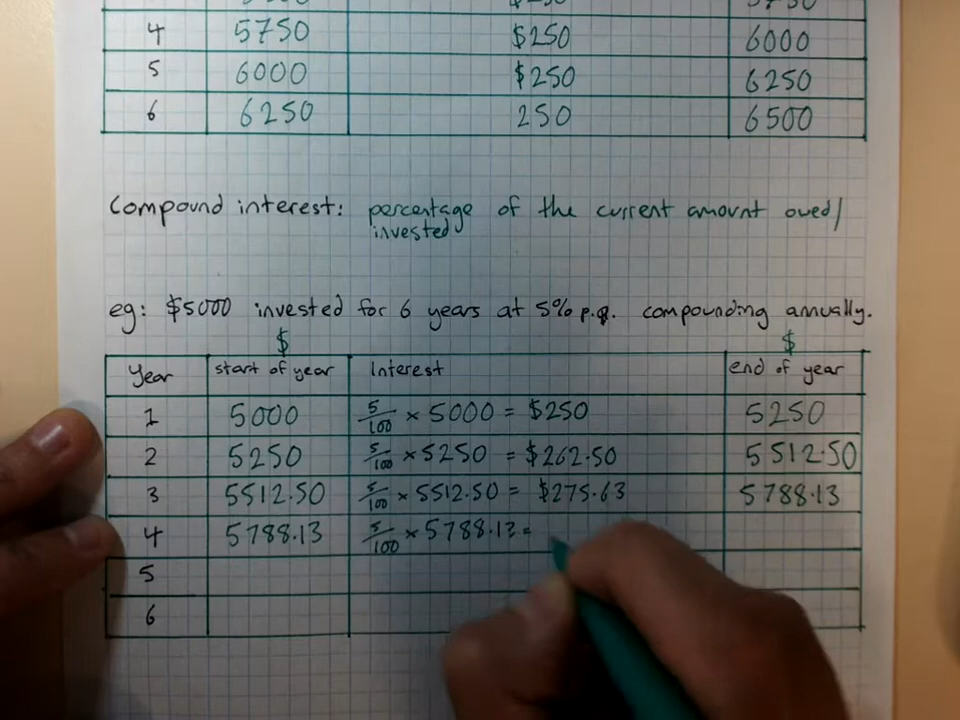 4 5750 $250 6000
5 6000 $250 6250
6 6250 250 6500
Compound interest: percentage of the current amount owed/
invested
eg: $5000 invested for 6 years at 5% p.a. compounding annually.
$ $
Year start of year Interest end of year
1 5000 5/100 × 5000 = $250 5250
2 5250 5/100 × 5250 = $262.50 5512.50
3 5512.50 5/100 × 5512.50 = $275.63 5788.13
4 5788.13 5/100 × 5788.13 =
5
6